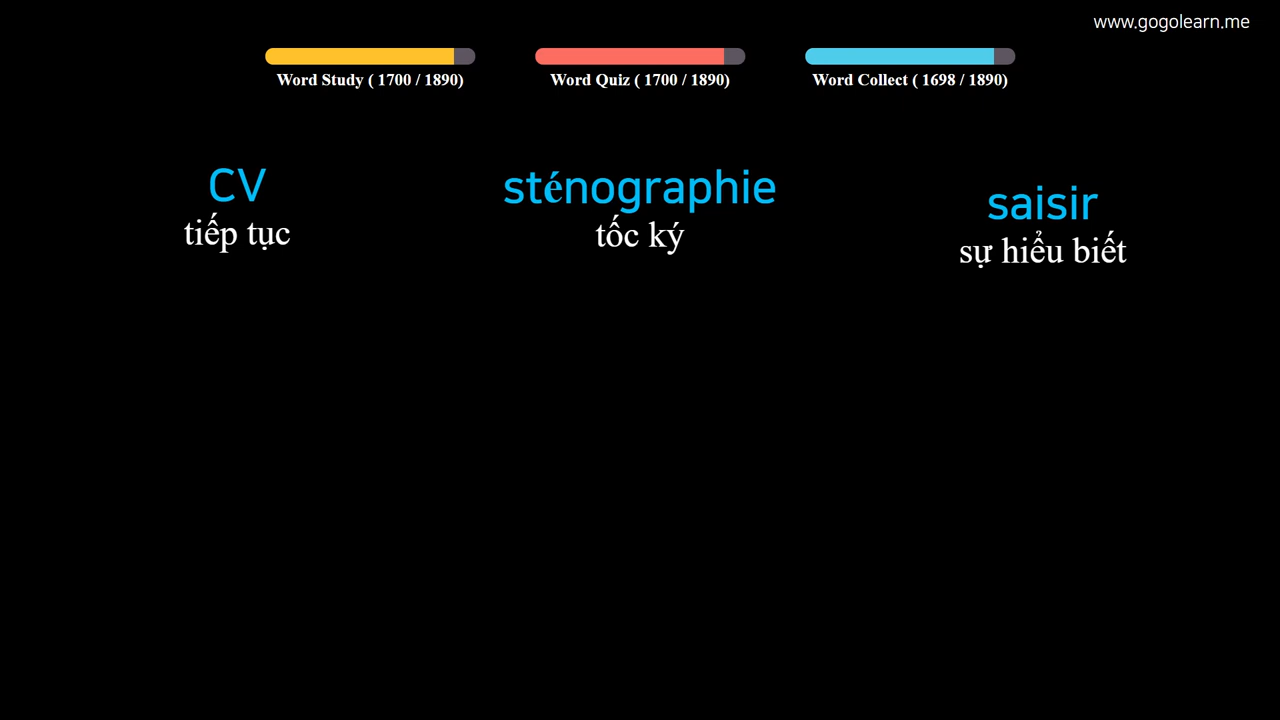 www.gogolearn.me
Word Study ( 1700 / 1890)
Word Quiz ( 1700 / 1890)
Word Collect ( 1698 / 1890)
CV
tiếp tục
sténographie
tốc ký
saisir
sự hiểu biết